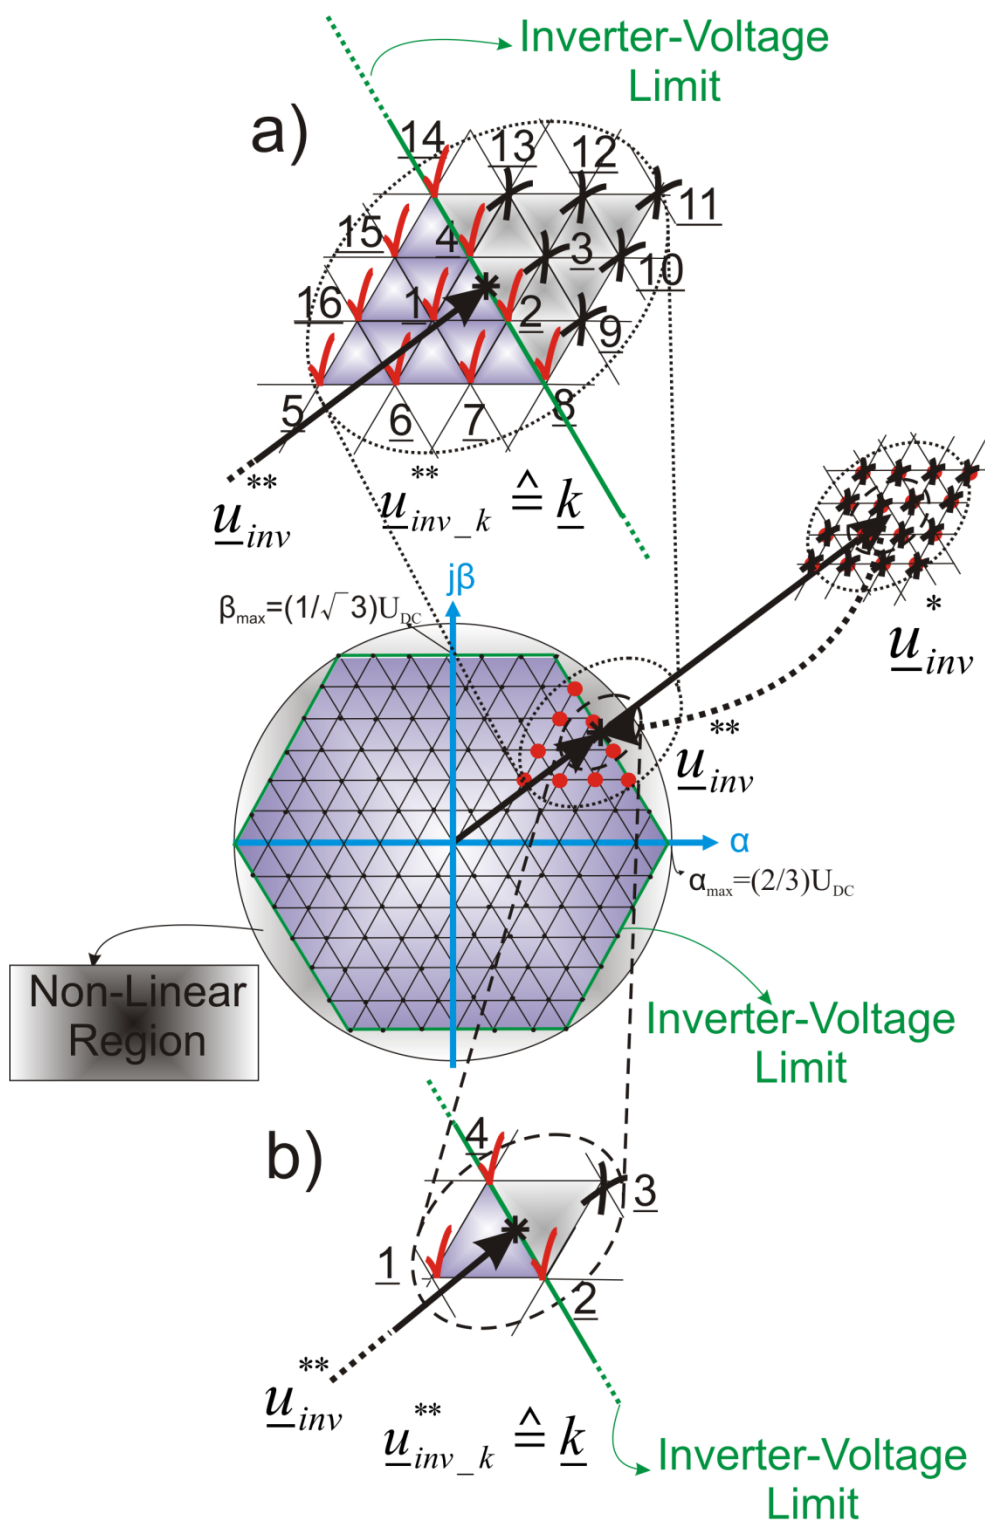 Inverter-Voltage
Limit
a)
14
13
12
11
15
4
3
10
16
1
2
9
5
6
7
8
u**inv
u**inv_k ≙ k
jβ
βmax=(1/√3)UDC
u*inv
u**inv
α
αmax=(2/3)UDC
Non-Linear
Region
Inverter-Voltage
Limit
b)
4
3
1
2
u**inv
u**inv_k ≙ k
Inverter-Voltage
Limit